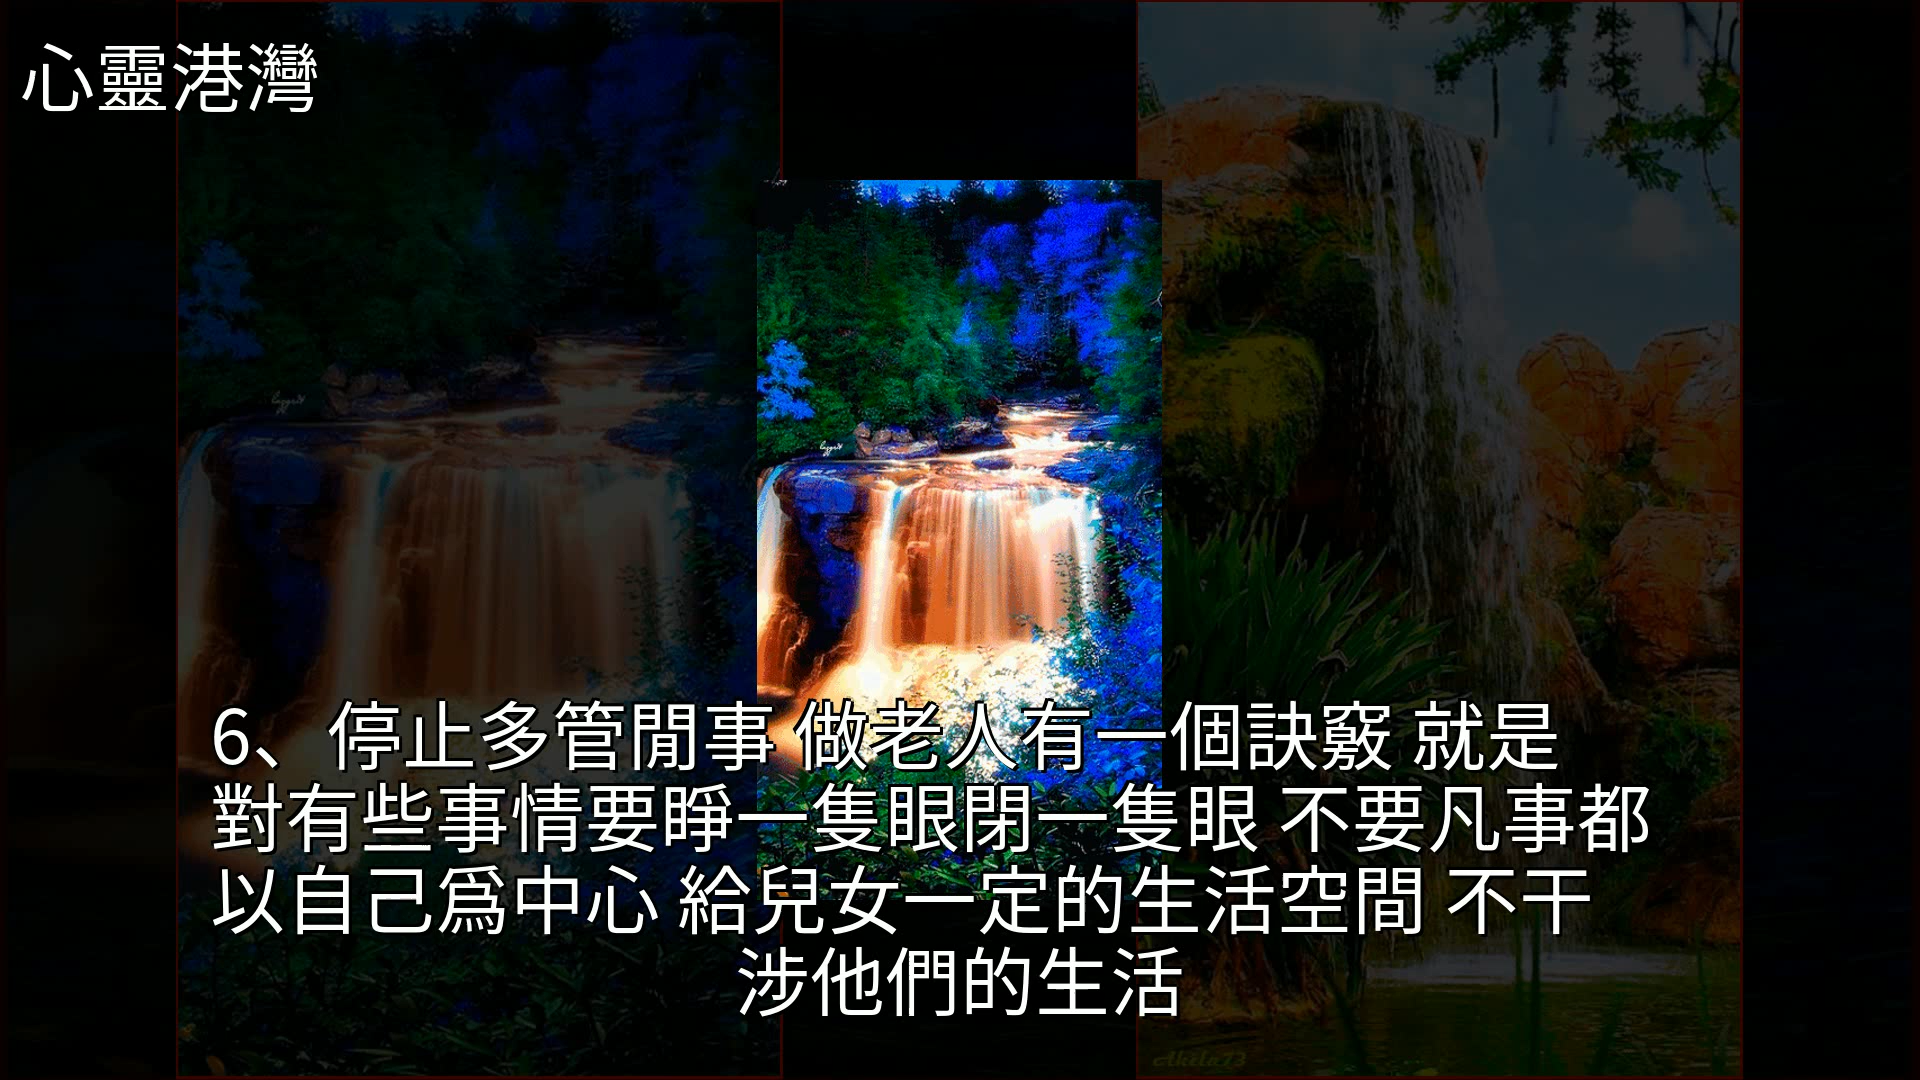 心靈港灣
6、停止多管閒事 做老人有一個訣竅 就是
對有些事情要睜一隻眼閉一隻眼 不要凡事都
以自己爲中心 給兒女一定的生活空間 不干
涉他們的生活
Akela73